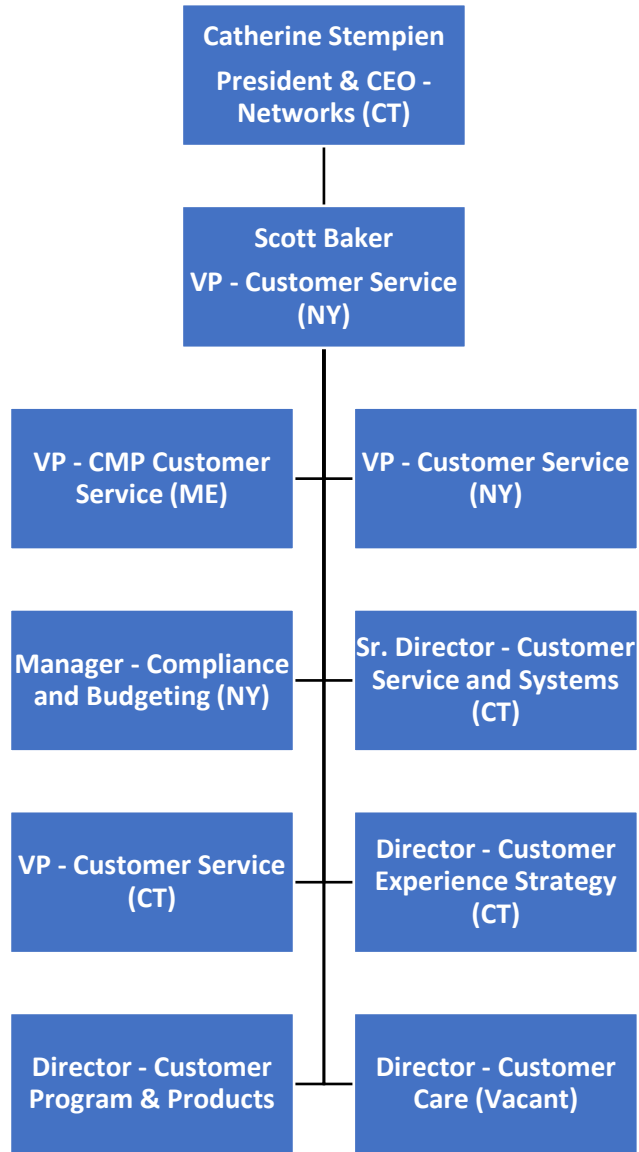 Catherine Stempien
President & CEO -
Networks (CT)
Scott Baker
VP - Customer Service
(NY)
VP - CMP Customer
Service (ME)
VP - Customer Service
(NY)
Manager - Compliance
and Budgeting (NY)
Sr. Director - Customer
Service and Systems
(CT)
VP - Customer Service
(CT)
Director - Customer
Experience Strategy
(CT)
Director - Customer
Program & Products
Director - Customer
Care (Vacant)